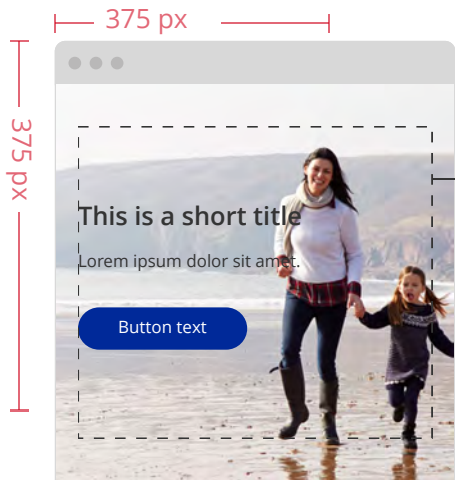 375 px
375 px
This is a short title
Lorem ipsum dolor sit amet.
Button text